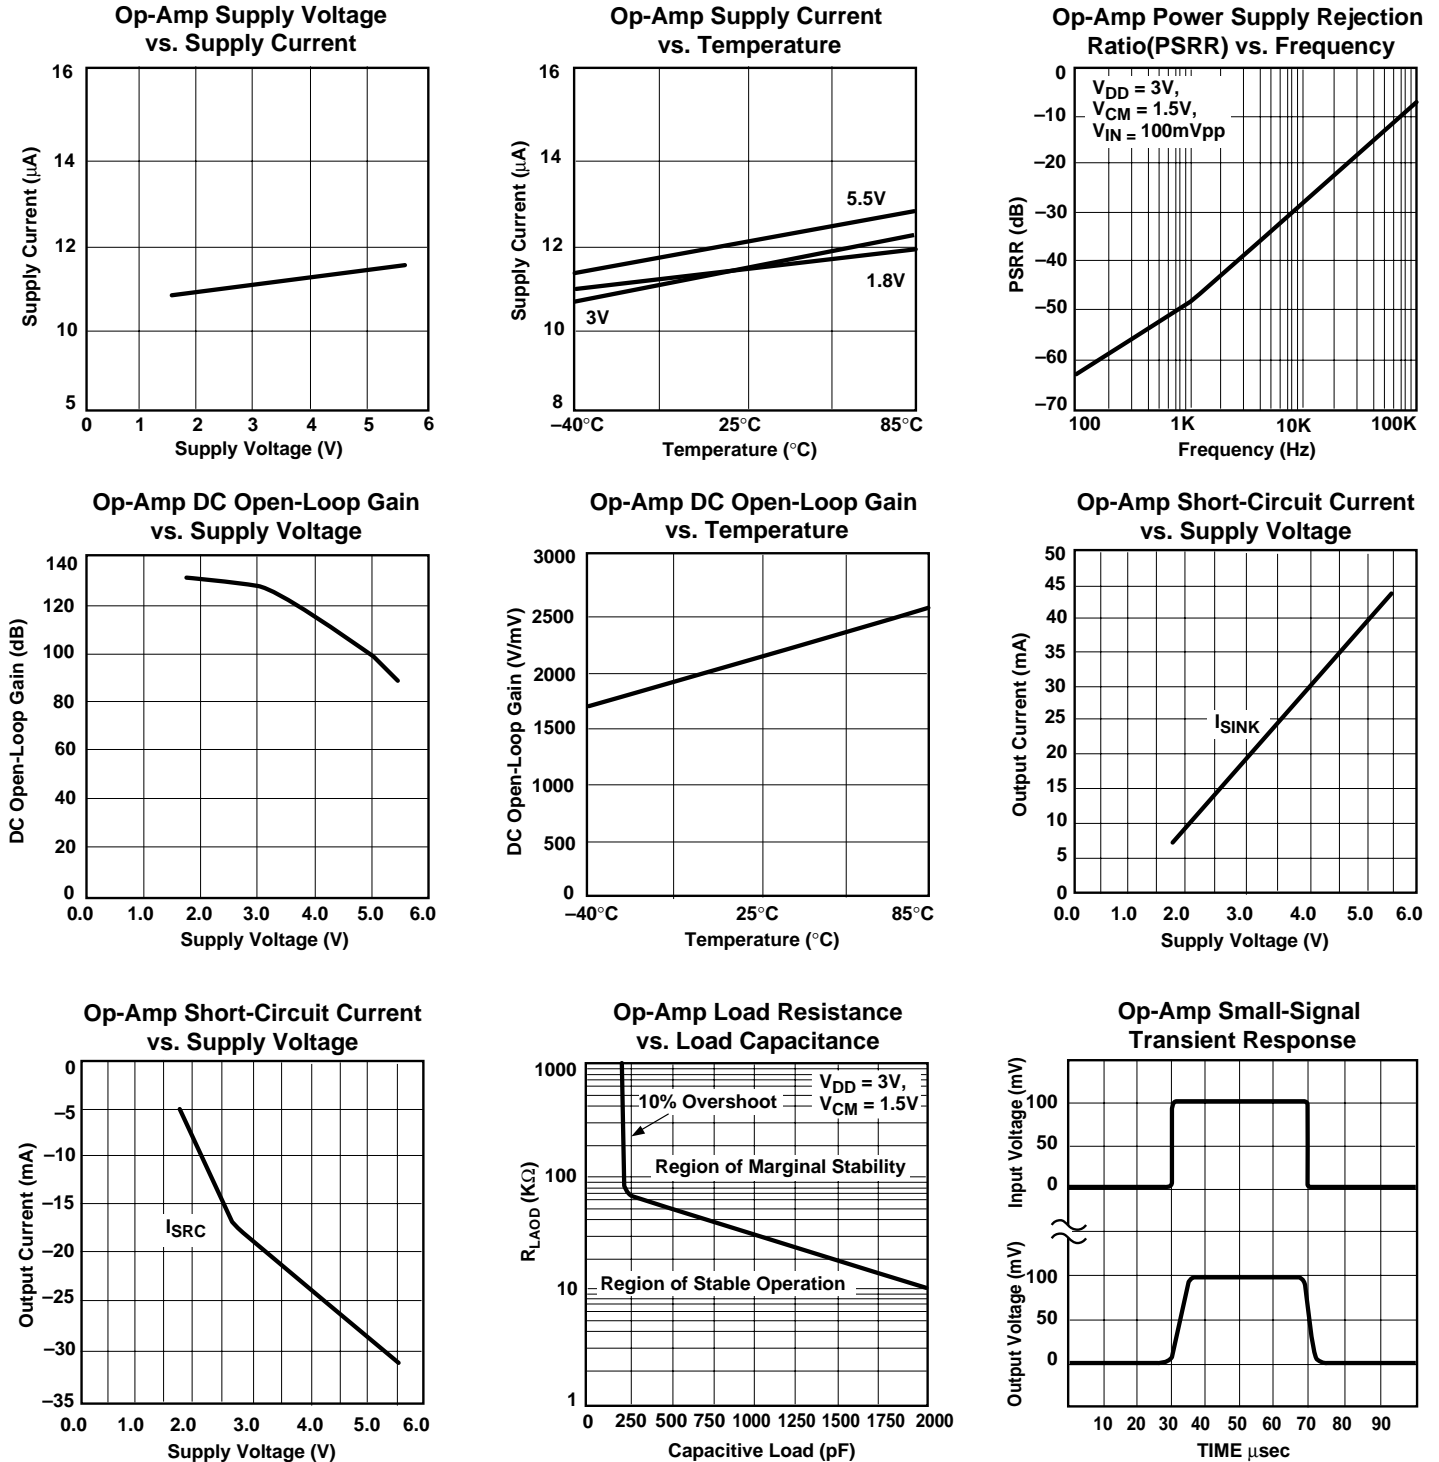 Op-Amp Supply Voltage
vs. Supply Current
16
14
12
10
5
Supply Current (μA)
0 1 2 3 4 5 6
Supply Voltage (V)
Op-Amp Supply Current
vs. Temperature
16
14
12
10
8
Supply Current (μA)
5.5V
1.8V
3V
–40°C 25°C 85°C
Temperature (°C)
Op-Amp Power Supply Rejection
Ratio(PSRR) vs. Frequency
0
–10
–20
–30
–40
–50
–60
–70
PSRR (dB)
VDD = 3V,
VCM = 1.5V,
VIN = 100mVpp
100 1K 10K 100K
Frequency (Hz)
Op-Amp DC Open-Loop Gain
vs. Supply Voltage
140
120
100
80
60
40
20
0
DC Open-Loop Gain (dB)
0.0 1.0 2.0 3.0 4.0 5.0 6.0
Supply Voltage (V)
Op-Amp DC Open-Loop Gain
vs. Temperature
3000
2500
2000
1500
1000
500
0
DC Open-Loop Gain (V/mV)
–40°C 25°C 85°C
Temperature (°C)
Op-Amp Short-Circuit Current
vs. Supply Voltage
50
45
40
35
30
25
20
15
10
5
0
Output Current (mA)
ISINK
0.0 1.0 2.0 3.0 4.0 5.0 6.0
Supply Voltage (V)
Op-Amp Short-Circuit Current
vs. Supply Voltage
0
–5
–10
–15
–20
–25
–30
–35
Output Current (mA)
ISRC
0.0 1.0 2.0 3.0 4.0 5.0 6.0
Supply Voltage (V)
Op-Amp Load Resistance
vs. Load Capacitance
1000
100
10
1
RLAOD (KΩ)
VDD = 3V,
VCM = 1.5V
10% Overshoot
Region of Marginal Stability
Region of Stable Operation
0 250 500 750 1000 1250 1500 1750 2000
Capacitive Load (pF)
Op-Amp Small-Signal
Transient Response
Input Voltage (mV)
100
50
0
Output Voltage (mV)
100
50
0
10 20 30 40 50 60 70 80 90
TIME μsec